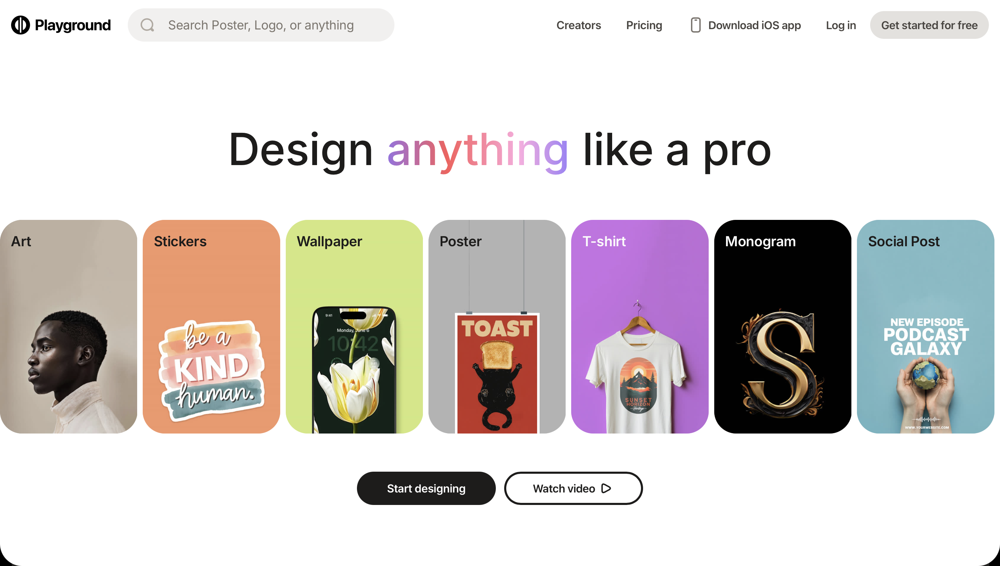 Playground
Search Poster, Logo, or anything
Creators
Pricing
Download iOS app
Log in
Get started for free
Design anything like a pro
Art
Stickers
be a
KIND
human.
Wallpaper
9:41
Monday, June 6
10:42
9:41
Poster
TOAST
T-shirt
SUNSET
HORIZON
Heritage
Monogram
S
Social Post
NEW EPISODE
PODCAST
GALAXY
WWW.YOURWEBSITE.COM
Start designing
Watch video